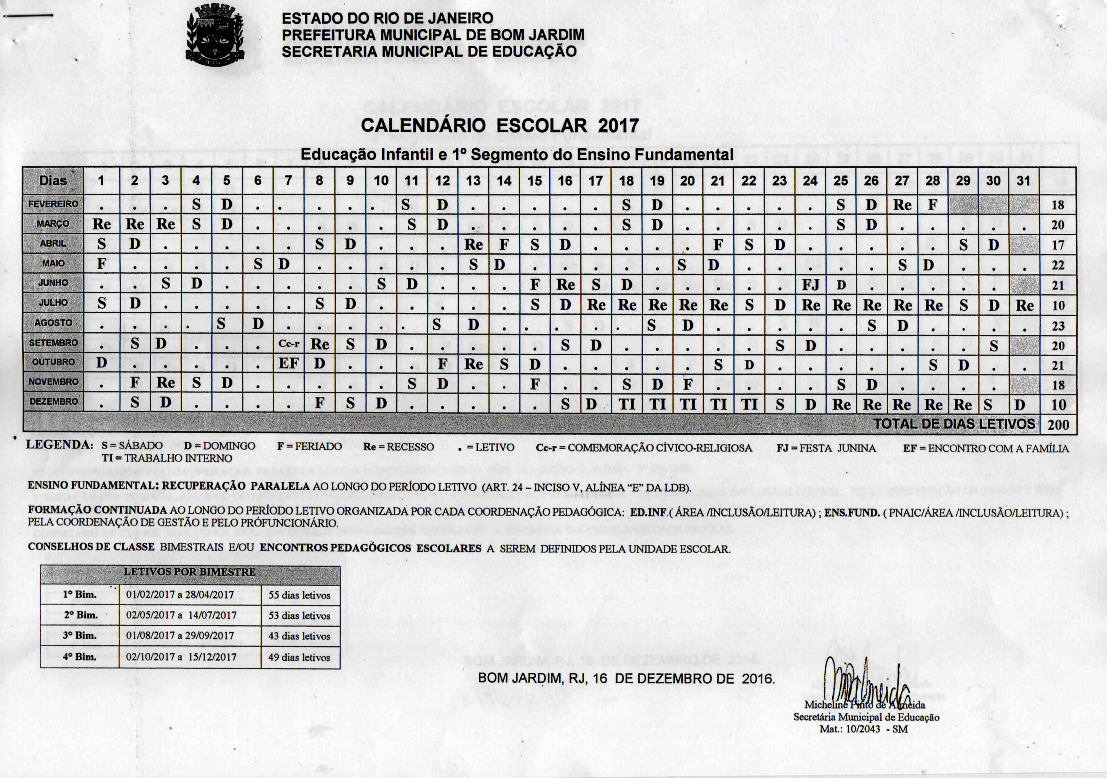 ESTADO DO RIO DE JANEIRO
PREFEITURA MUNICIPAL DE BOM JARDIM
SECRETARIA MUNICIPAL DE EDUCAÇÃO
CALENDÁRIO ESCOLAR 2017
Educação Infantil e 1º Segmento do Ensino Fundamental
Dias 1 2 3 4 5 6 7 8 9 10 11 12 13 14 15 16 17 18 19 20 21 22 23 24 25 26 27 28 29 30 31
FEVEREIRO . . . S D . . . . . S D . . . . . S D . . . . . S D Re F 18
MARÇO Re Re Re S D . . . . . S D . . . . . S D . . . . . S D . . . . . 20
ABRIL S D . . . . . S D . . . Re F S D . . . . F S D . . . . . S D 17
MAIO F . . . . S D . . . . . S D . . . . . S D . . . . . S D . . . 22
JUNHO . . S D . . . . . S D . . . F Re S D . . . . . FJ D . . . . . 21
JULHO S D . . . . . S D . . . . . S D Re Re Re Re Re S D Re Re Re Re Re S D Re 10
AGOSTO . . . . S D . . . . . S D . . . . . S D . . . . . S D . . . . 23
SETEMBRO . S D . . . Cc-r Re S D . . . . . S D . . . . . S D . . . . . S 20
OUTUBRO D . . . . . EF D . . . F Re S D . . . . . S D . . . . . S D . . 21
NOVEMBRO . F Re S D . . . . . S D . . F . . S D F . . . . S D . . . . 18
DEZEMBRO . S D . . . . F S D . . . . . S D TI TI TI TI TI S D Re Re Re Re Re S D 10
TOTAL DE DIAS LETIVOS 200
LEGENDA: S = SÁBADO D = DOMINGO F = FERIADO Re = RECESSO . = LETIVO Cc-r = COMEMORAÇÃO CÍVICO-RELIGIOSA FJ = FESTA JUNINA EF = ENCONTRO COM A FAMÍLIA
TI = TRABALHO INTERNO
ENSINO FUNDAMENTAL: RECUPERAÇÃO PARALELA AO LONGO DO PERÍODO LETIVO (ART. 24 – INCISO V, ALÍNEA "E" DA LDB).
FORMAÇÃO CONTINUADA AO LONGO DO PERÍODO LETIVO ORGANIZADA POR CADA COORDENAÇÃO PEDAGÓGICA: ED.INF.( ÁREA /INCLUSÃO/LEITURA) ; ENS.FUND. ( PNAIC/ÁREA /INCLUSÃO/LEITURA) ;
PELA COORDENAÇÃO DE GESTÃO E PELO PRÓFUNCIONÁRIO.
CONSELHOS DE CLASSE BIMESTRAIS E/OU ENCONTROS PEDAGÓGICOS ESCOLARES A SEREM DEFINIDOS PELA UNIDADE ESCOLAR.
LETIVOS POR BIMESTRE
1º Bim. 01/02/2017 a 28/04/2017 55 dias letivos
2º Bim. 02/05/2017 a 14/07/2017 53 dias letivos
3º Bim. 01/08/2017 a 29/09/2017 43 dias letivos
4º Bim. 02/10/2017 a 15/12/2017 49 dias letivos
BOM JARDIM, RJ, 16 DE DEZEMBRO DE 2016.
Micheline Pinto de Almeida
Secretária Municipal de Educação
Mat.: 10/2043 - SM